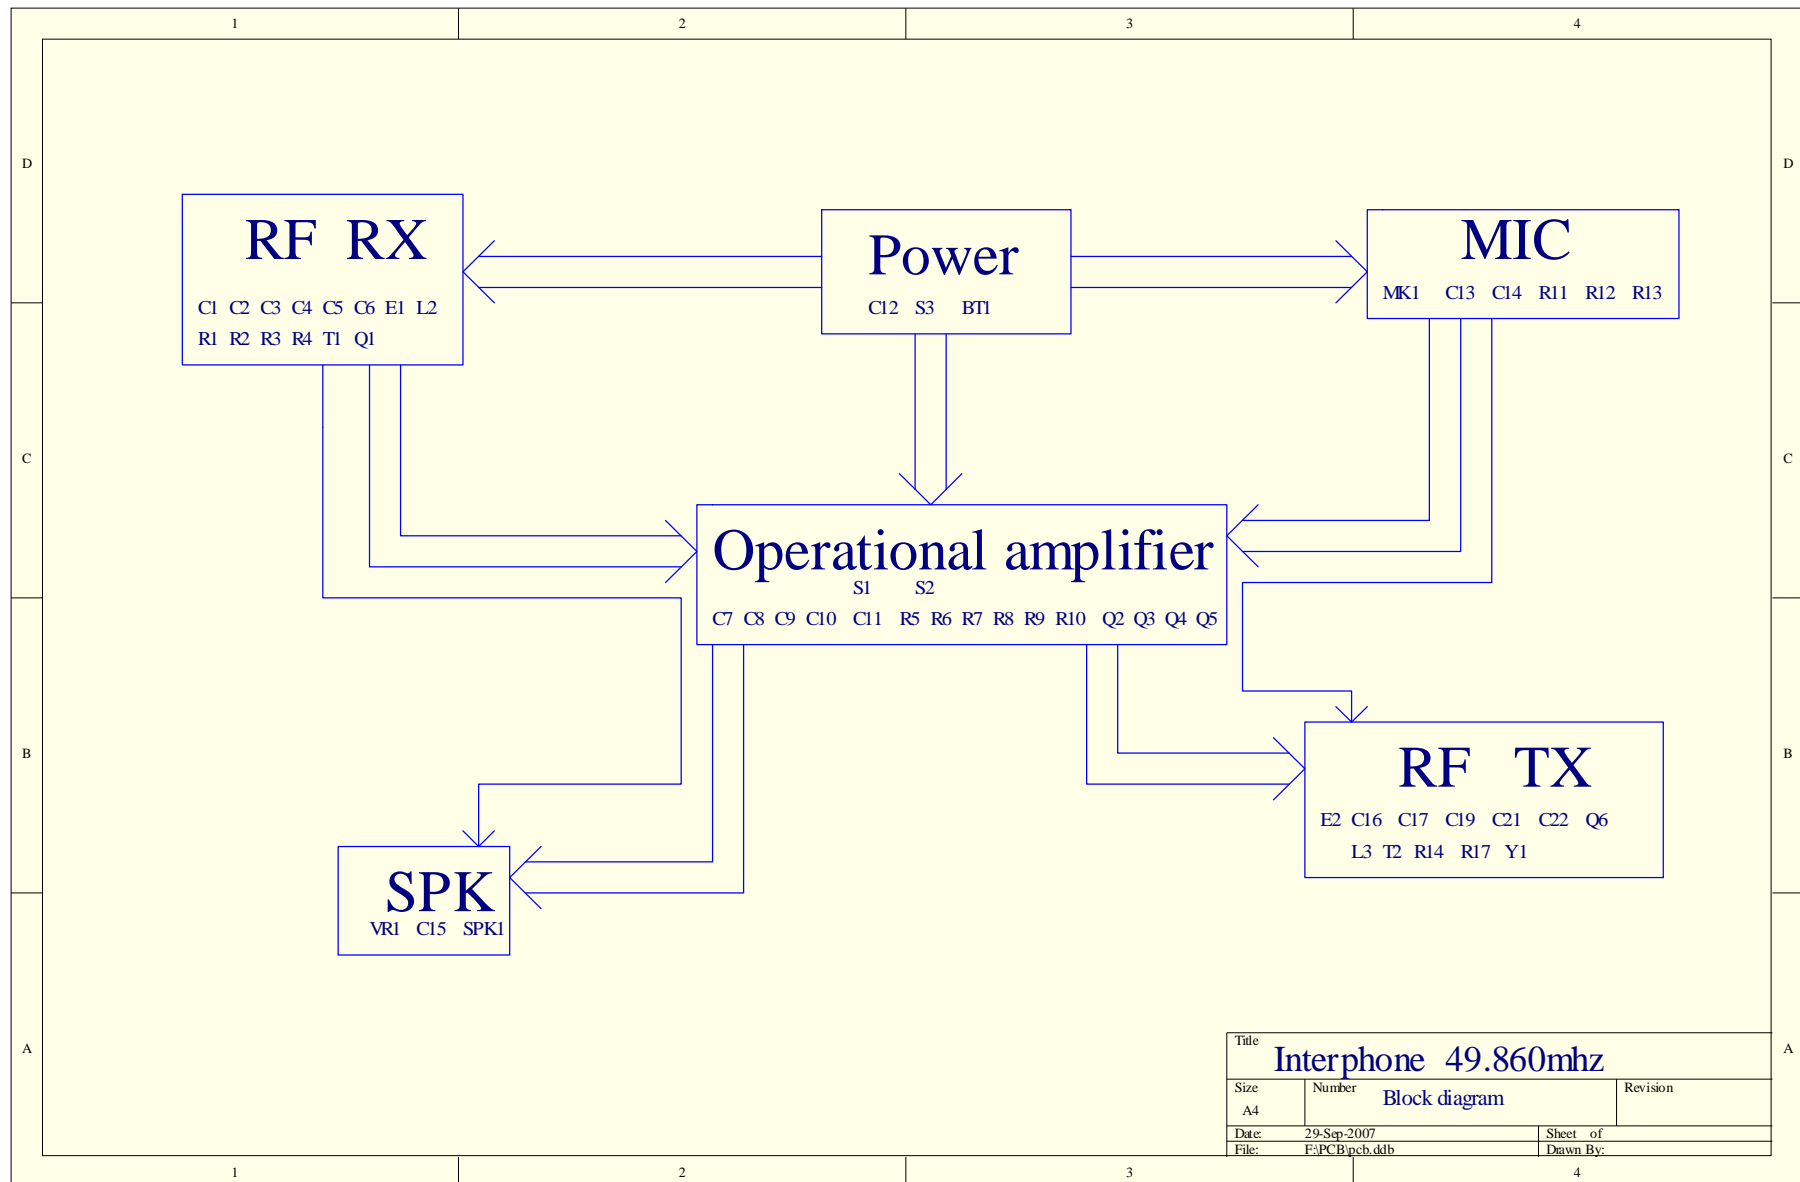 1 2 3 4
D D
RF RX
C1 C2 C3 C4 C5 C6 E1 L2
R1 R2 R3 R4 T1 Q1
Power
C12 S3 BT1
MIC
MK1 C13 C14 R11 R12 R13
C C
Operational amplifier
S1 S2
C7 C8 C9 C10 C11 R5 R6 R7 R8 R9 R10 Q2 Q3 Q4 Q5
B B
RF TX
E2 C16 C17 C19 C21 C22 Q6
L3 T2 R14 R17 Y1
SPK
VR1 C15 SPK1
A A
Title
Interphone 49.860mhz
Size Number Revision
A4 Block diagram
Date: 29-Sep-2007 Sheet of
File: F:\PCB\pcb.ddb Drawn By:
1 2 3 4